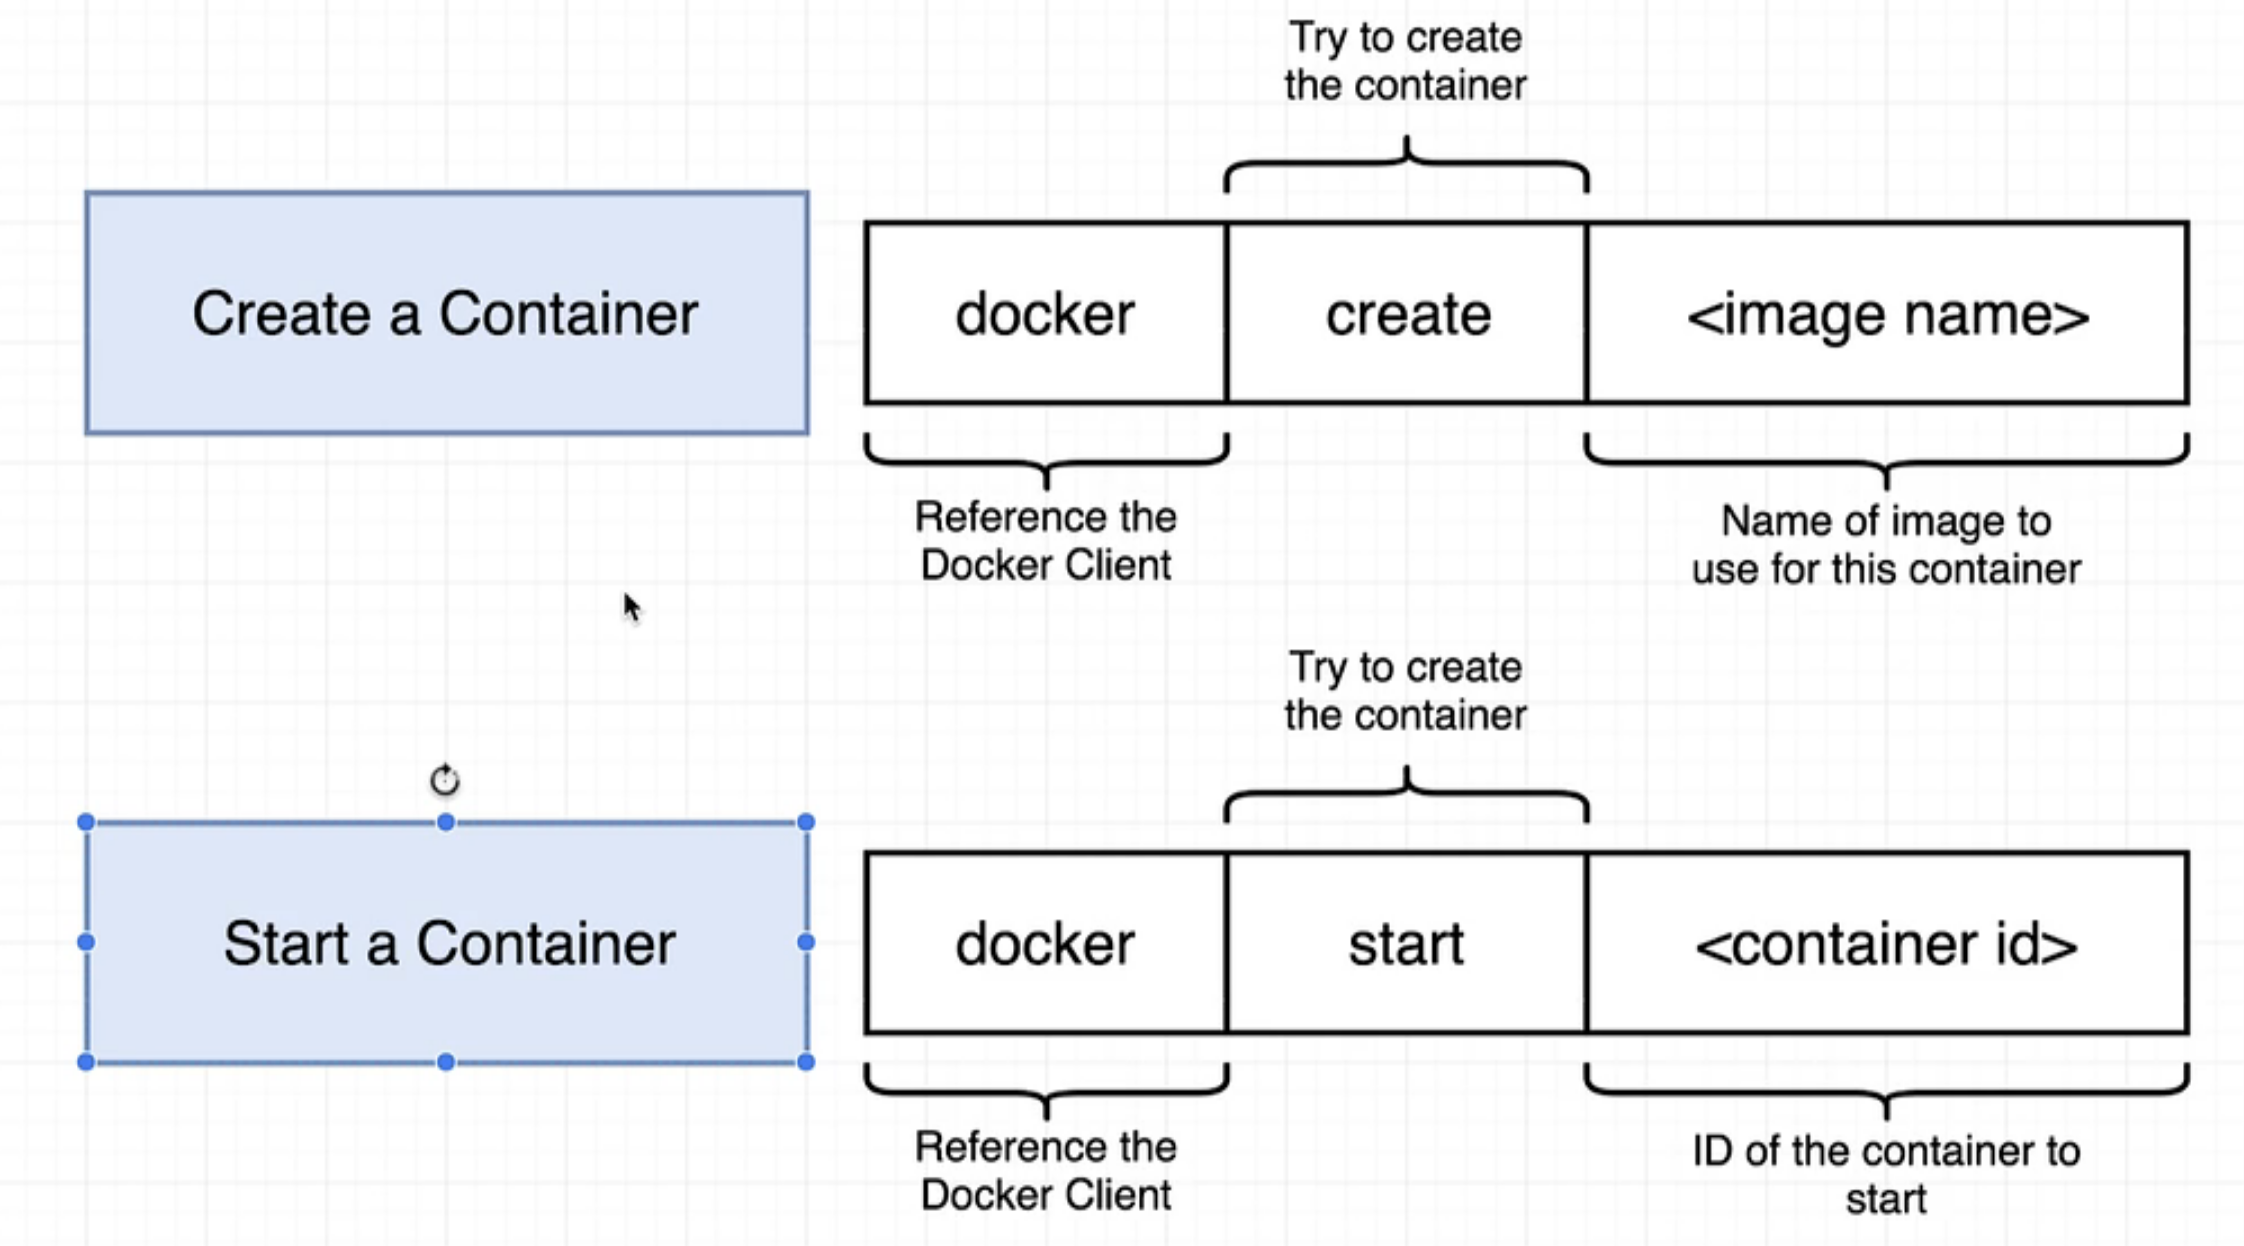 Try to create
the container
Create a Container
docker
create
<image name>
Reference the
Docker Client
Name of image to
use for this container
Try to create
the container
Start a Container
docker
start
<container id>
Reference the
Docker Client
ID of the container to
start